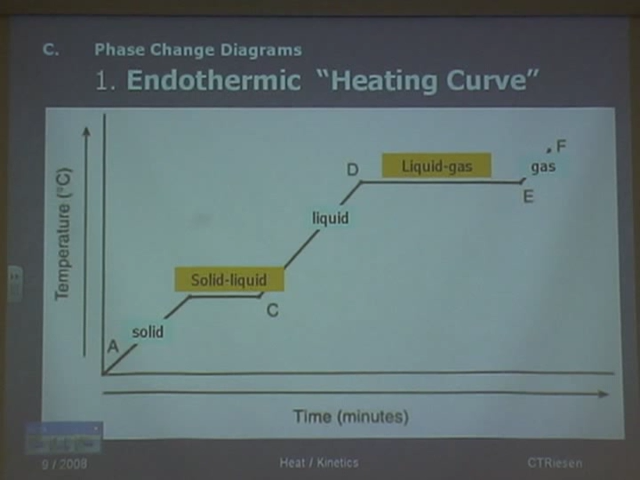 C. Phase Change Diagrams
1. Endothermic “Heating Curve”
Temperature (°C)
F
D
Liquid-gas
gas
E
liquid
Solid-liquid
C
solid
A
Time (minutes)
9 / 2008
Heat / Kinetics
CTRiesen